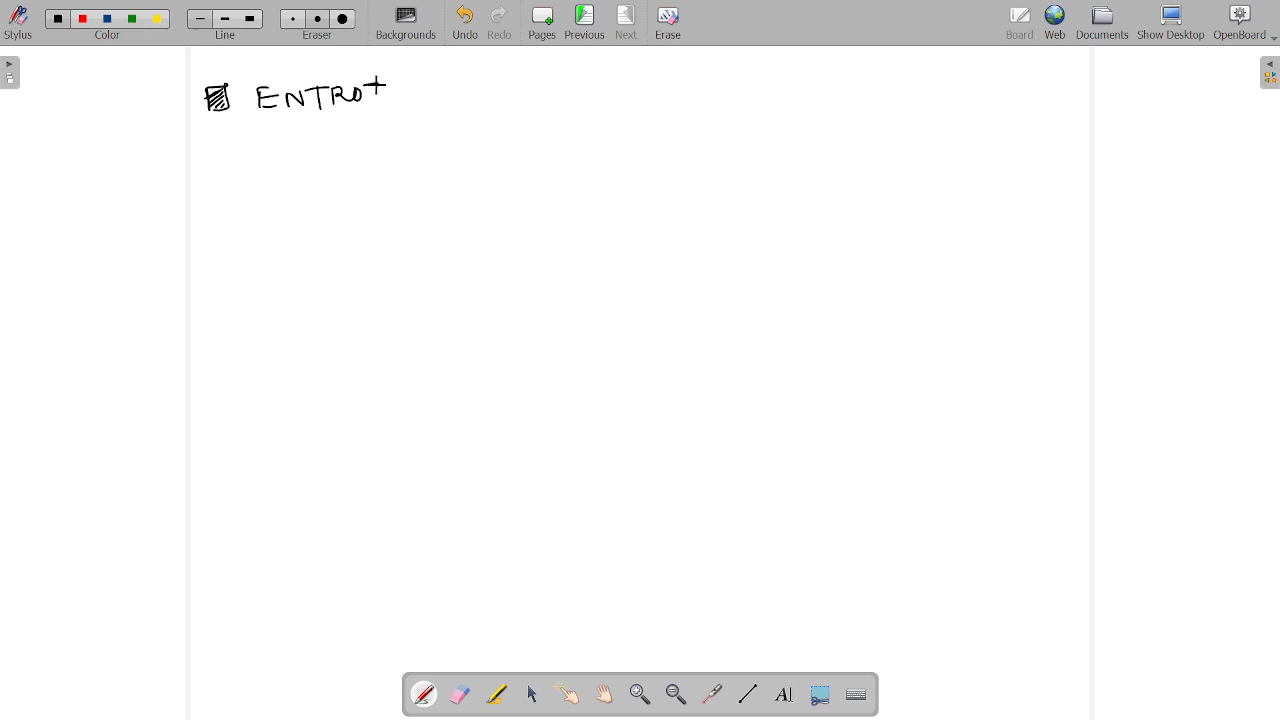 Stylus
Color
Line
Eraser
Backgrounds
Undo
Redo
Pages
Previous
Next
Erase
Board
Web
Documents
Show Desktop
OpenBoard
ENTRO